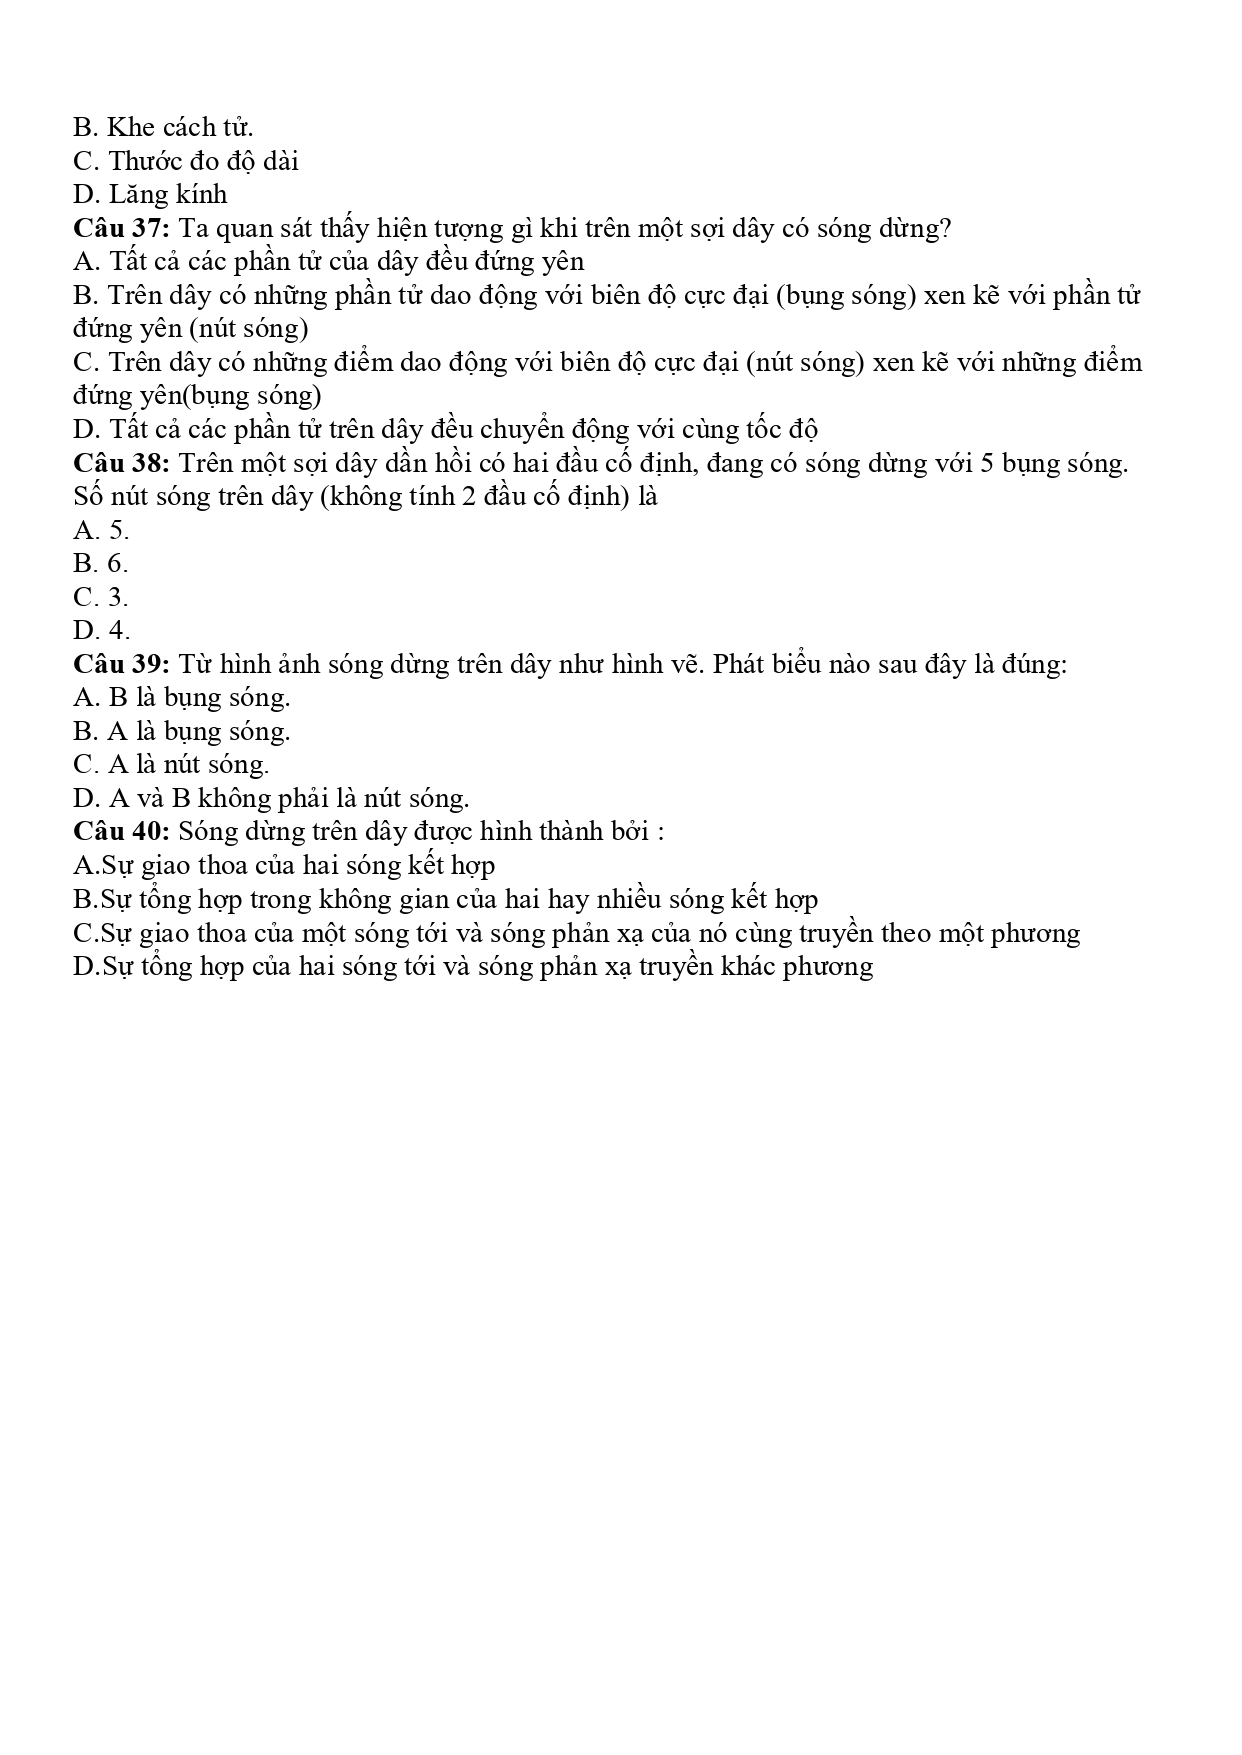 B. Khe cách tử.
C. Thước đo độ dài
D. Lăng kính
Câu 37: Ta quan sát thấy hiện tượng gì khi trên một sợi dây có sóng dừng?
A. Tất cả các phần tử của dây đều đứng yên
B. Trên dây có những phần tử dao động với biên độ cực đại (bụng sóng) xen kẽ với phần tử
đứng yên (nút sóng)
C. Trên dây có những điểm dao động với biên độ cực đại (nút sóng) xen kẽ với những điểm
đứng yên(bụng sóng)
D. Tất cả các phần tử trên dây đều chuyển động với cùng tốc độ
Câu 38: Trên một sợi dây dần hồi có hai đầu cố định, đang có sóng dừng với 5 bụng sóng.
Số nút sóng trên dây (không tính 2 đầu cố định) là
A. 5.
B. 6.
C. 3.
D. 4.
Câu 39: Từ hình ảnh sóng dừng trên dây như hình vẽ. Phát biểu nào sau đây là đúng:
A. B là bụng sóng.
B. A là bụng sóng.
C. A là nút sóng.
D. A và B không phải là nút sóng.
Câu 40: Sóng dừng trên dây được hình thành bởi :
A.Sự giao thoa của hai sóng kết hợp
B.Sự tổng hợp trong không gian của hai hay nhiều sóng kết hợp
C.Sự giao thoa của một sóng tới và sóng phản xạ của nó cùng truyền theo một phương
D.Sự tổng hợp của hai sóng tới và sóng phản xạ truyền khác phương